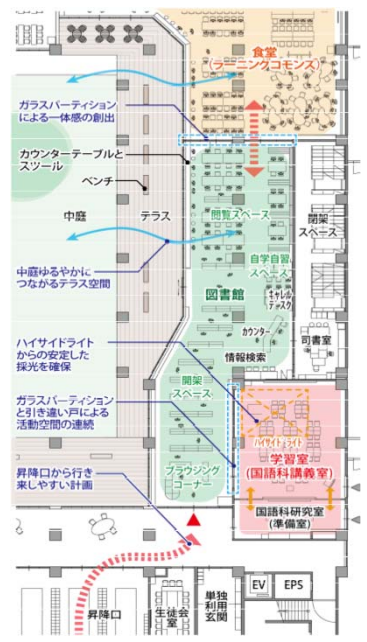 食堂
(ラーニングコモンズ)
ガラスパーティション
による一体感の創出
カウンターテーブルと
スツール
ベンチ
中庭
テラス
閲覧スペース
閉架
スペース
自学自習
スペース
キャレル
デスク
図書館
中庭ゆるやかに
つながるテラス空間
カウンター
司書室
情報検索
ハイサイドライト
からの安定した
採光を確保
開架
スペース
ガラスパーティション
と引き違い戸による
活動空間の連続
ハイサイドライト
学習室
(国語科講義室)
ブラウジング
コーナー
昇降口から行き
来しやすい計画
国語科研究室
(準備室)
EV
EPS
昇降口
生徒会
室
単独
利用
玄関